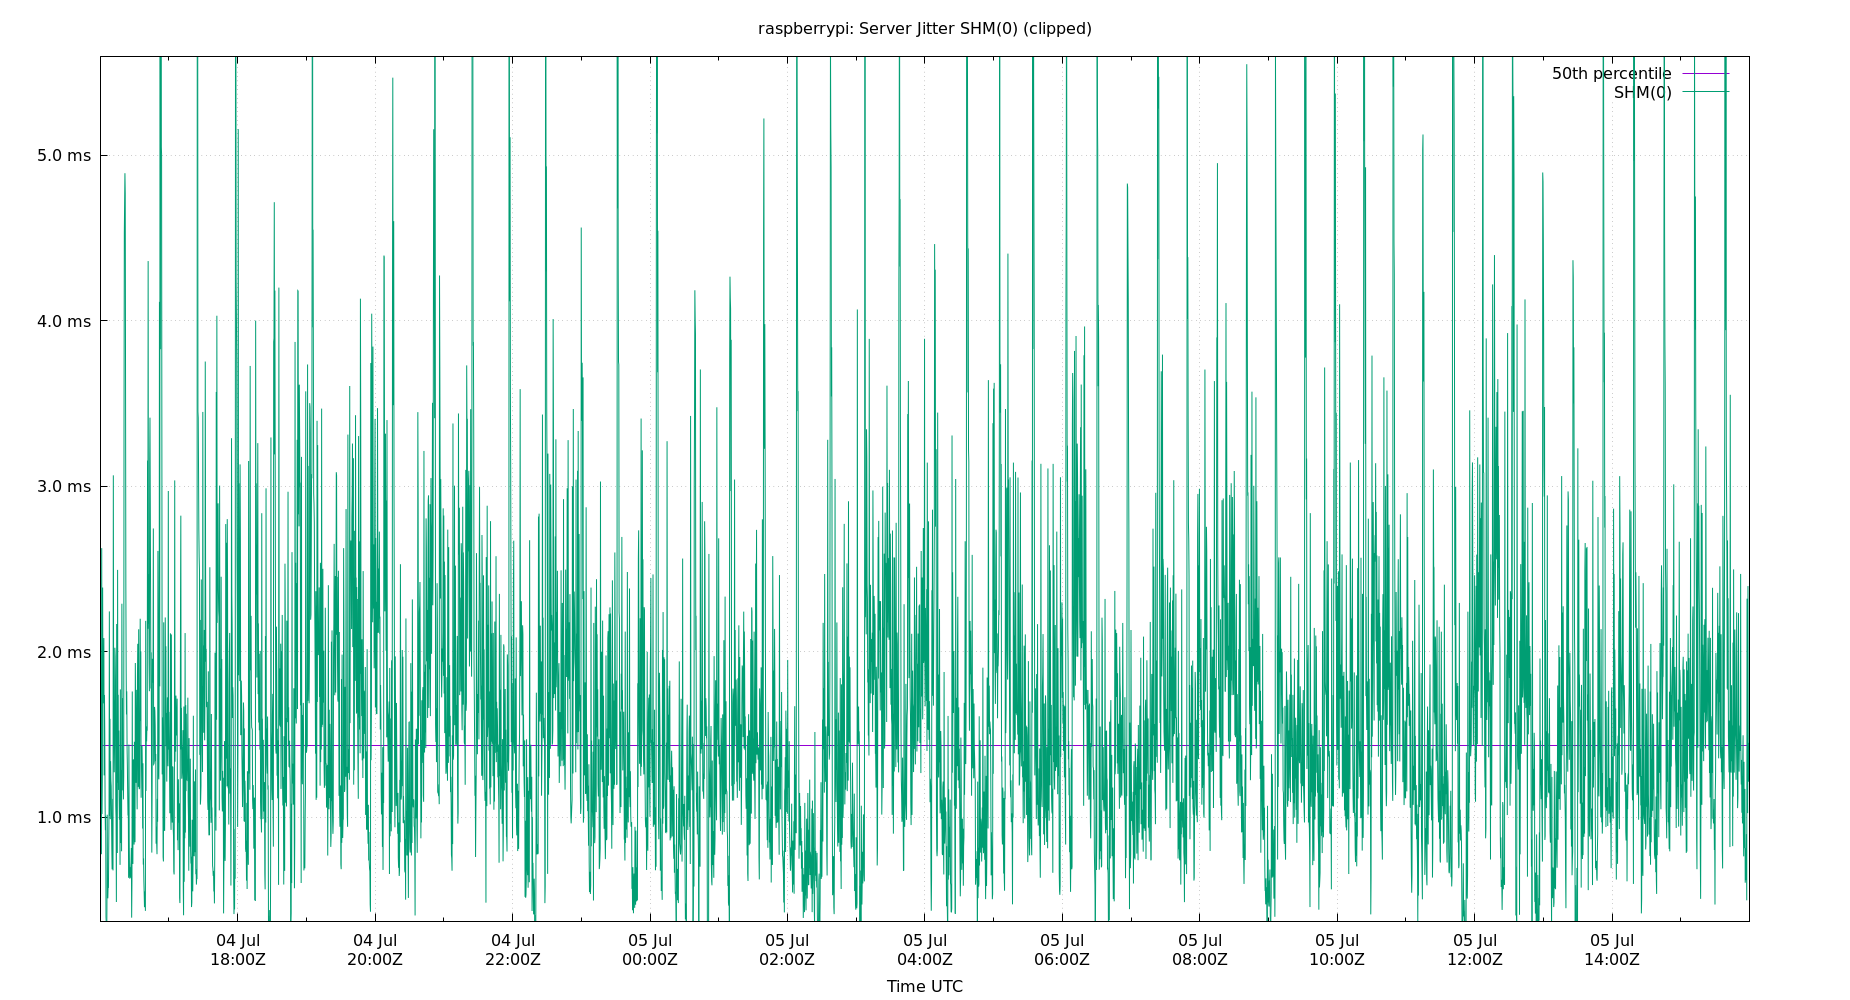 raspberrypi: Server Jitter SHM(0) (clipped)
50th percentile
SHM(0)
5.0 ms
4.0 ms
3.0 ms
2.0 ms
1.0 ms
04 Jul 04 Jul 04 Jul 05 Jul 05 Jul 05 Jul 05 Jul 05 Jul 05 Jul 05 Jul 05 Jul
18:00Z 20:00Z 22:00Z 00:00Z 02:00Z 04:00Z 06:00Z 08:00Z 10:00Z 12:00Z 14:00Z
Time UTC